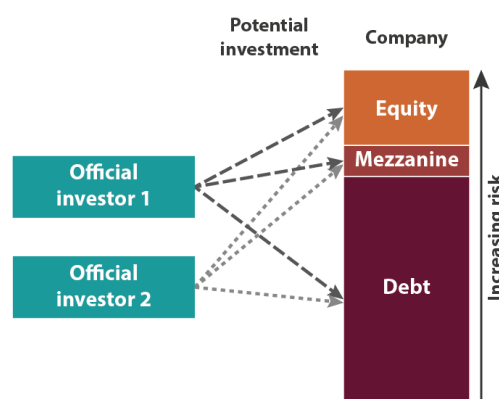 Potential
investment
Company
Equity
Mezzanine
Debt
Official
investor 1
Official
investor 2
Increasing risk